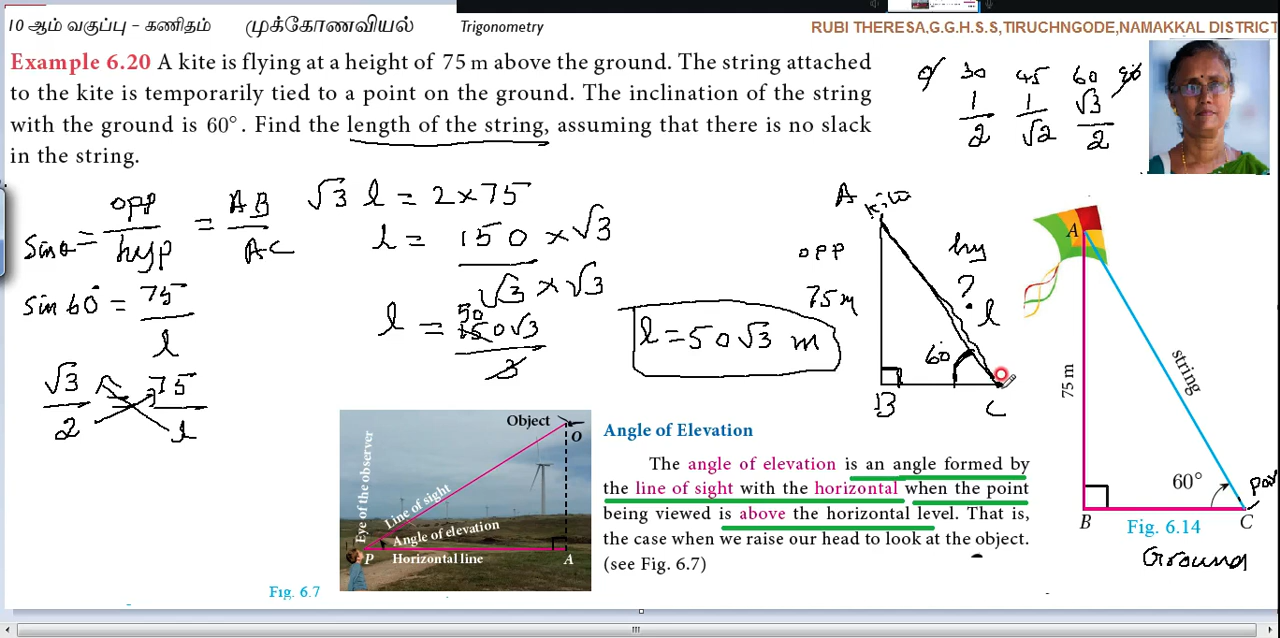 10 ஆம் வகுப்பு – கணிதம் முக்கோணவியல் Trigonometry
RUBI THERESA,G.G.H.S.S,TIRUCHNGODE,NAMAKKAL DISTRICT
Example 6.20 A kite is flying at a height of 75 m above the ground. The string attached
to the kite is temporarily tied to a point on the ground. The inclination of the string
with the ground is 60°. Find the length of the string, assuming that there is no slack
in the string.
0 30 45 60 90
1/2 1/√2 √3/2
sinθ = opp/hyp = AB/AC
sin60° = 75/l
√3/2 75/l
√3 l = 2×75
l = 150/√3 × √3/√3
l = 150√3/3
50
l = 50√3 m
A kite
opp
75 m
hy
?
l
60°
B
C
A
75 m
string
60°
B
C
Fig. 6.14
Ground
Object
O
Eye of the observer
Line of sight
Angle of elevation
P
Horizontal line
A
Fig. 6.7
Angle of Elevation
The angle of elevation is an angle formed by
the line of sight with the horizontal when the point
being viewed is above the horizontal level. That is,
the case when we raise our head to look at the object.
(see Fig. 6.7)